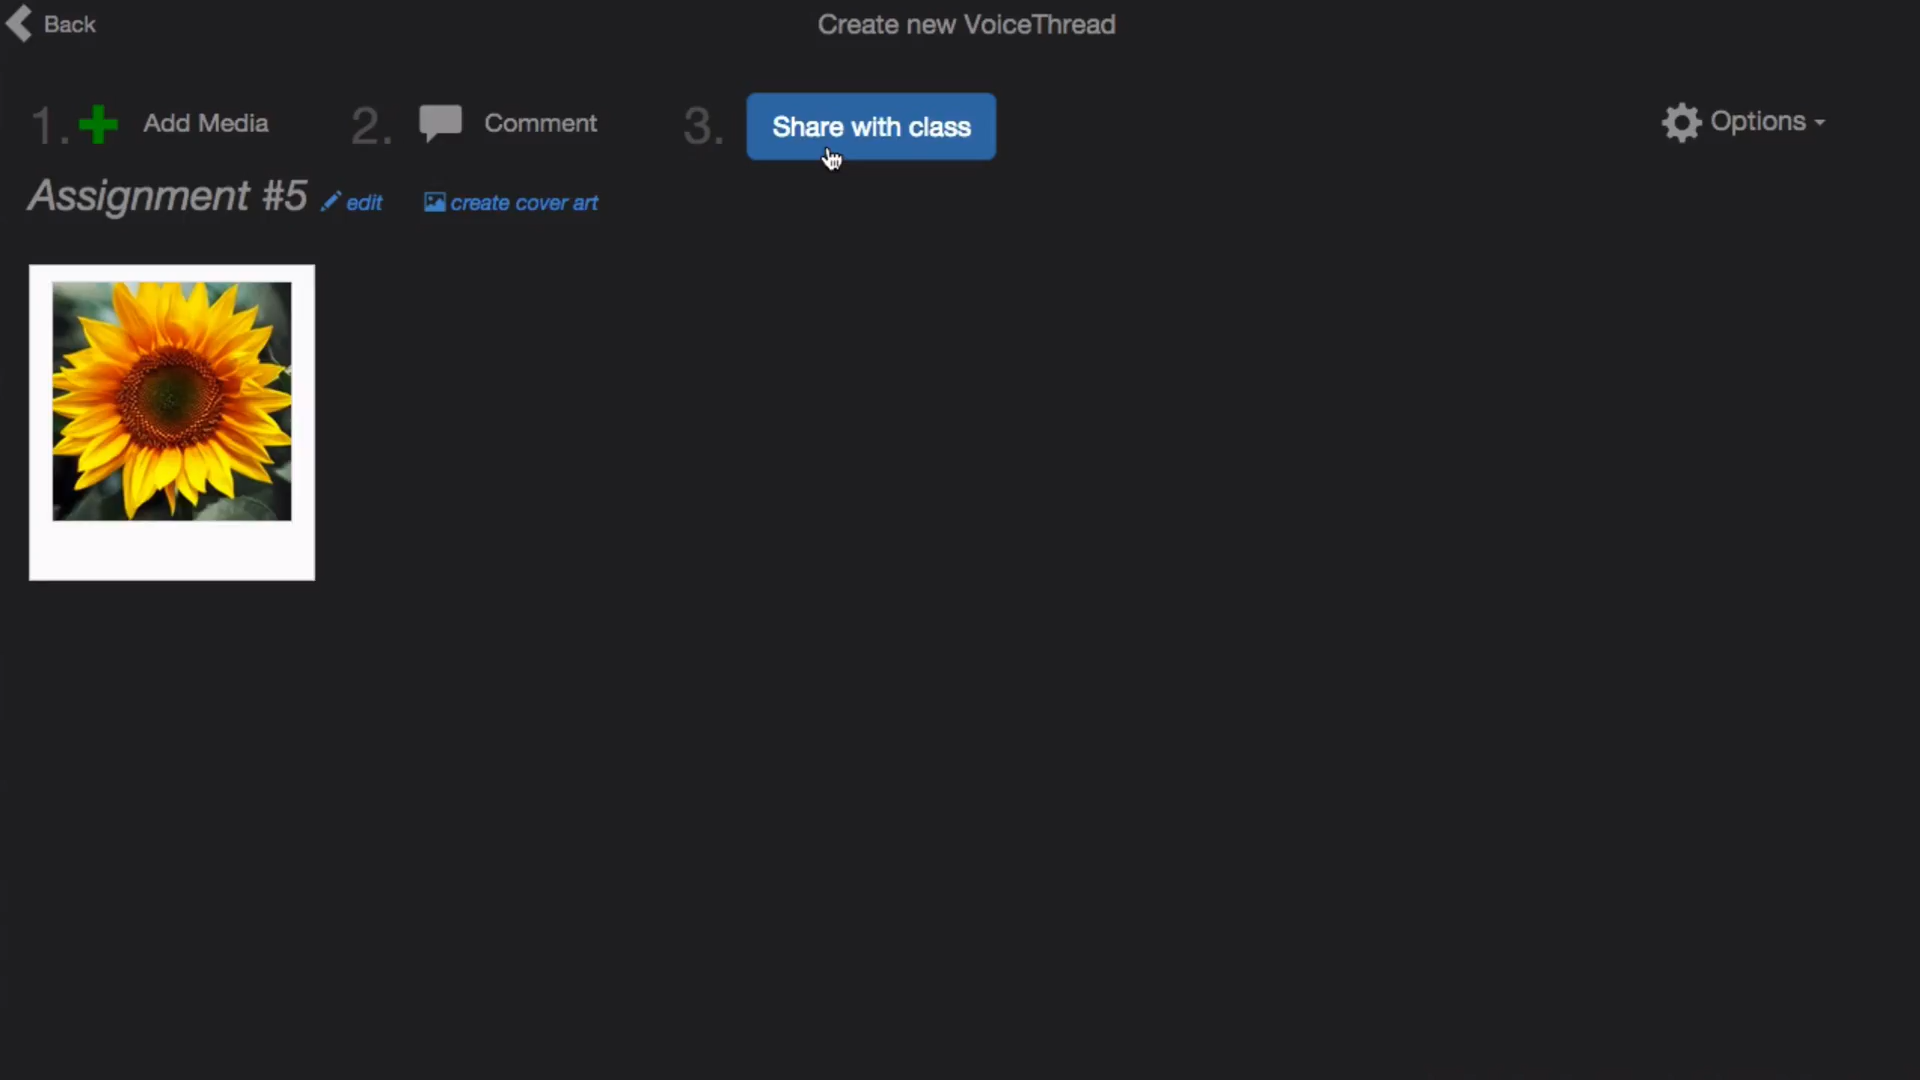 Back
Create new VoiceThread
1. Add Media
2. Comment
3. Share with class
Options
Assignment #5 edit create cover art